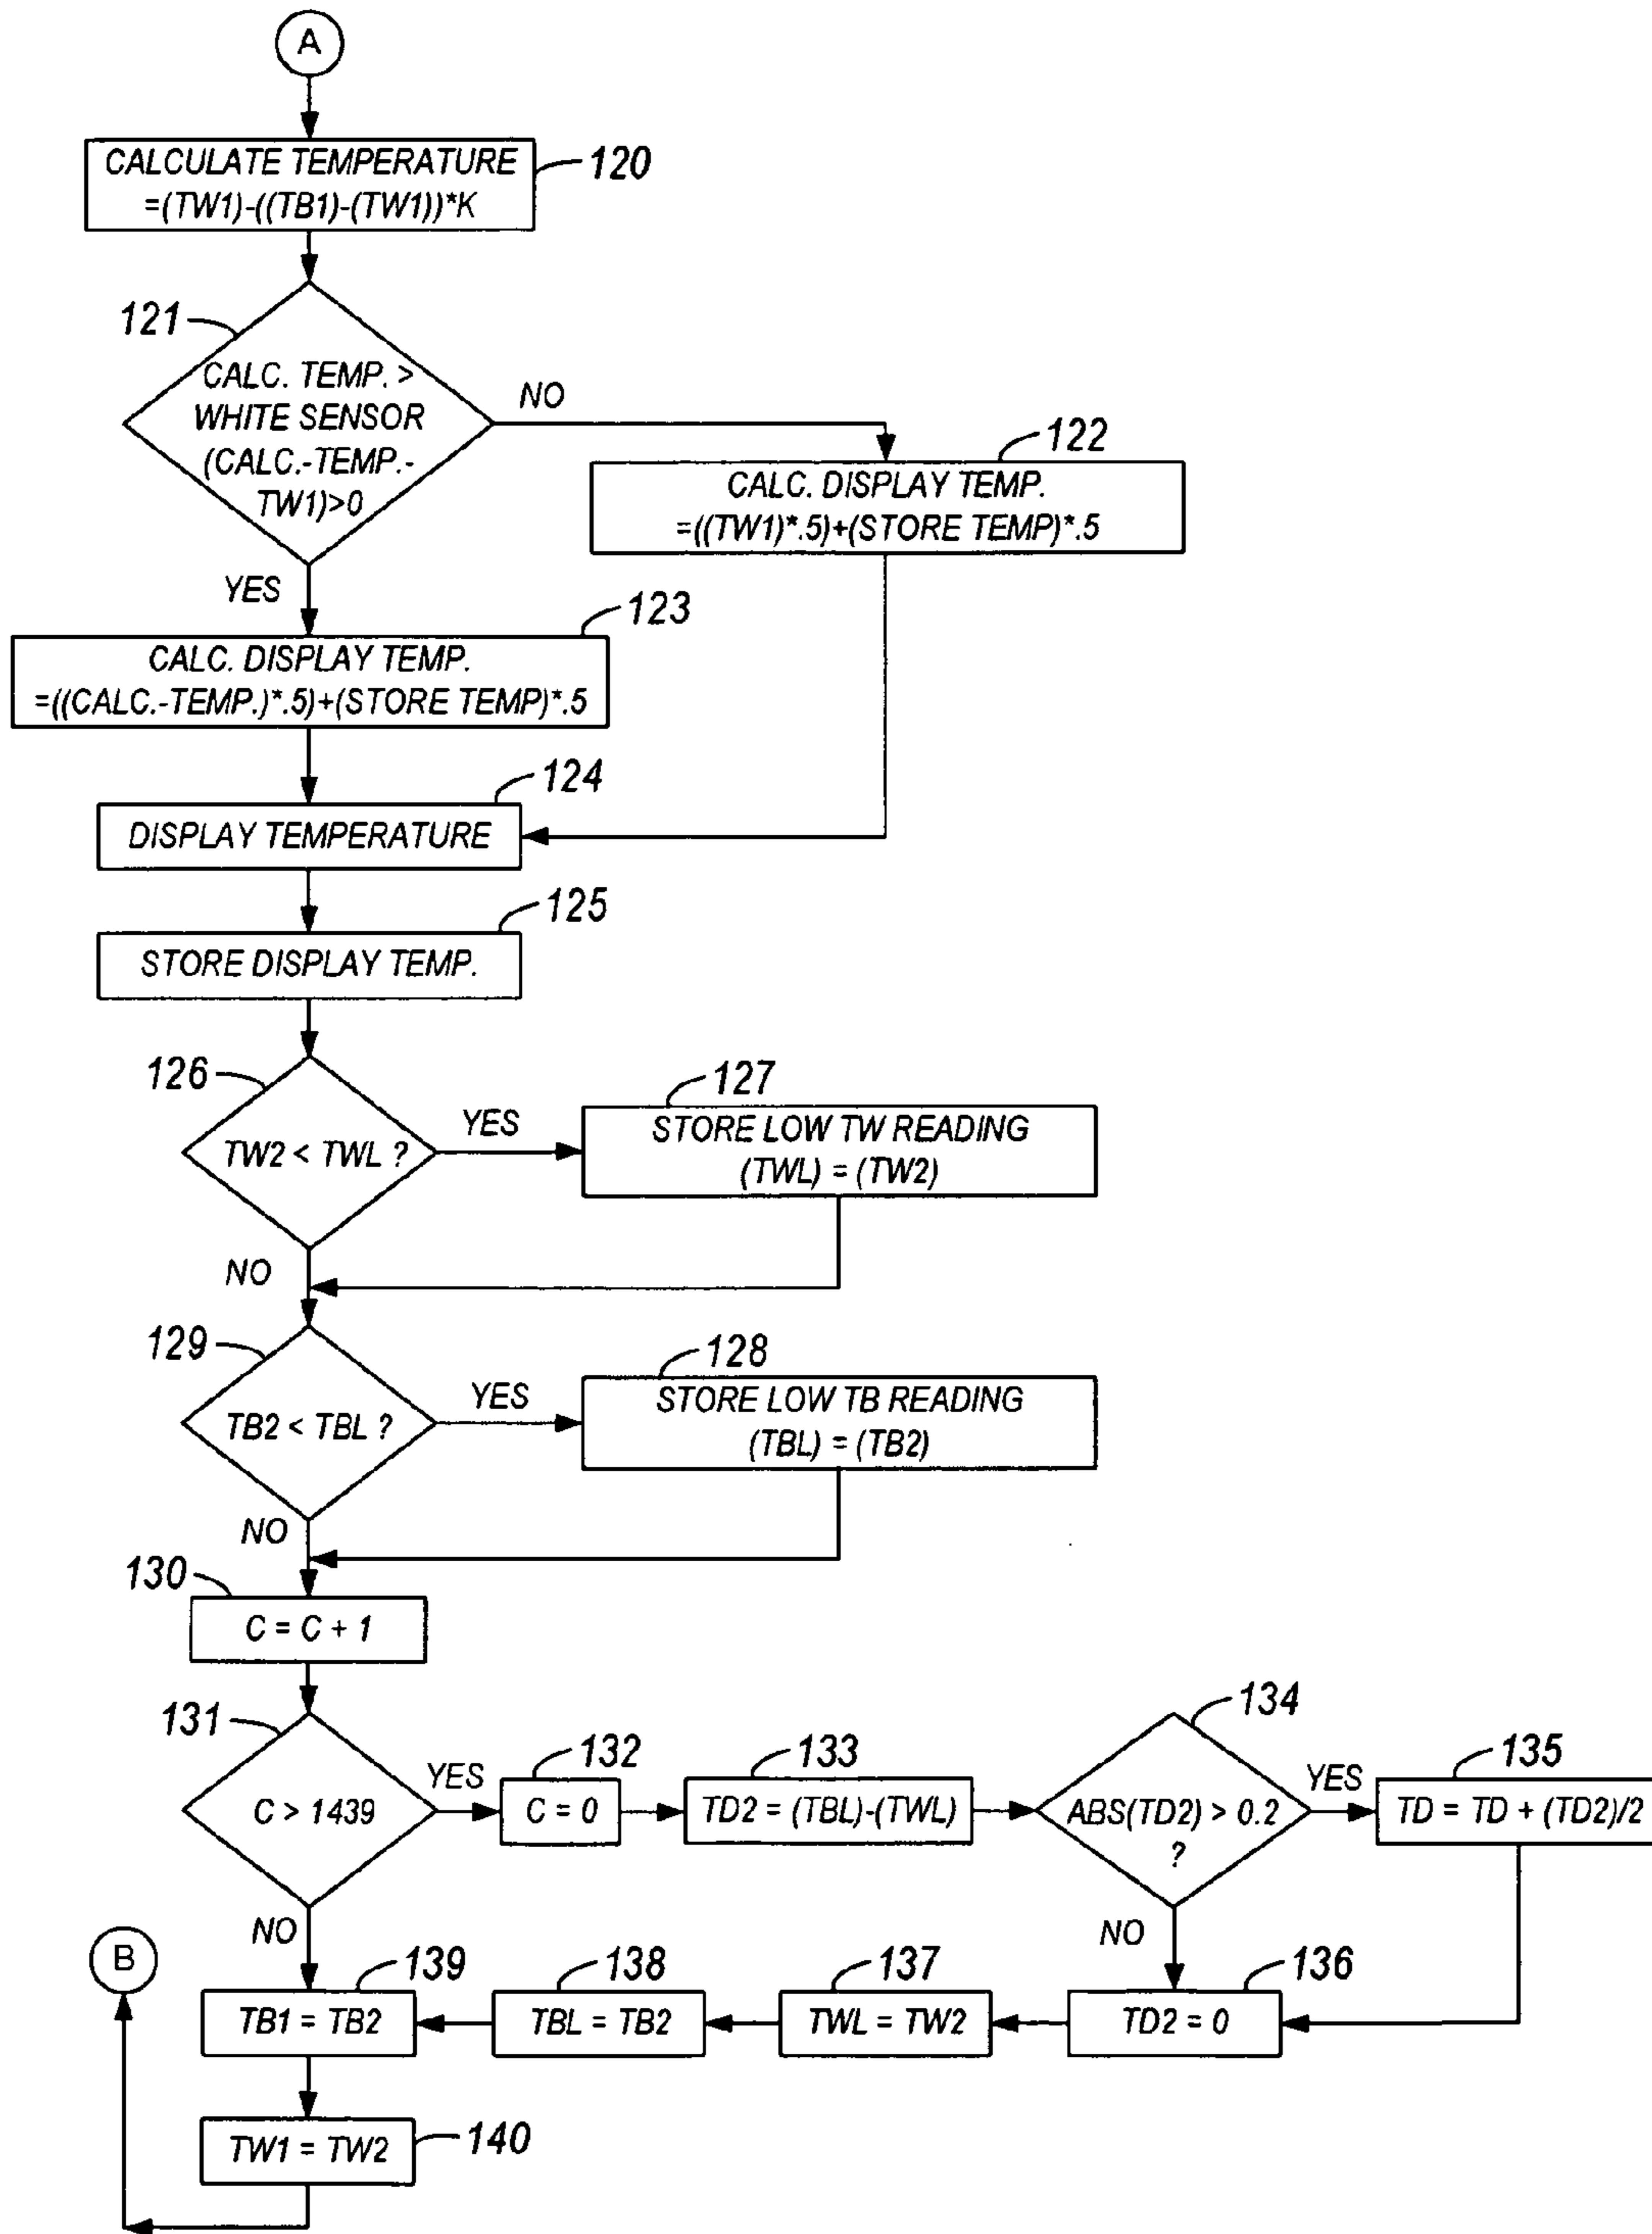 A
CALCULATE TEMPERATURE
=(TW1)-((TB1)-(TW1))*K
120
121
CALC. TEMP. >
WHITE SENSOR
(CALC.-TEMP.-
TW1)>0
NO
122
CALC. DISPLAY TEMP.
=((TW1)*.5)+(STORE TEMP)*.5
YES
123
CALC. DISPLAY TEMP.
=((CALC.-TEMP.)*.5)+(STORE TEMP)*.5
124
DISPLAY TEMPERATURE
125
STORE DISPLAY TEMP.
126
TW2 < TWL ?
YES
127
STORE LOW TW READING
(TWL) = (TW2)
NO
129
TB2 < TBL ?
YES
128
STORE LOW TB READING
(TBL) = (TB2)
NO
130
C = C + 1
131
C > 1439
YES
132
C = 0
133
TD2 = (TBL)-(TWL)
134
ABS(TD2) > 0.2
?
YES
135
TD = TD + (TD2)/2
NO
NO
B
139
TB1 = TB2
138
TBL = TB2
137
TWL = TW2
136
TD2 = 0
TW1 = TW2
140